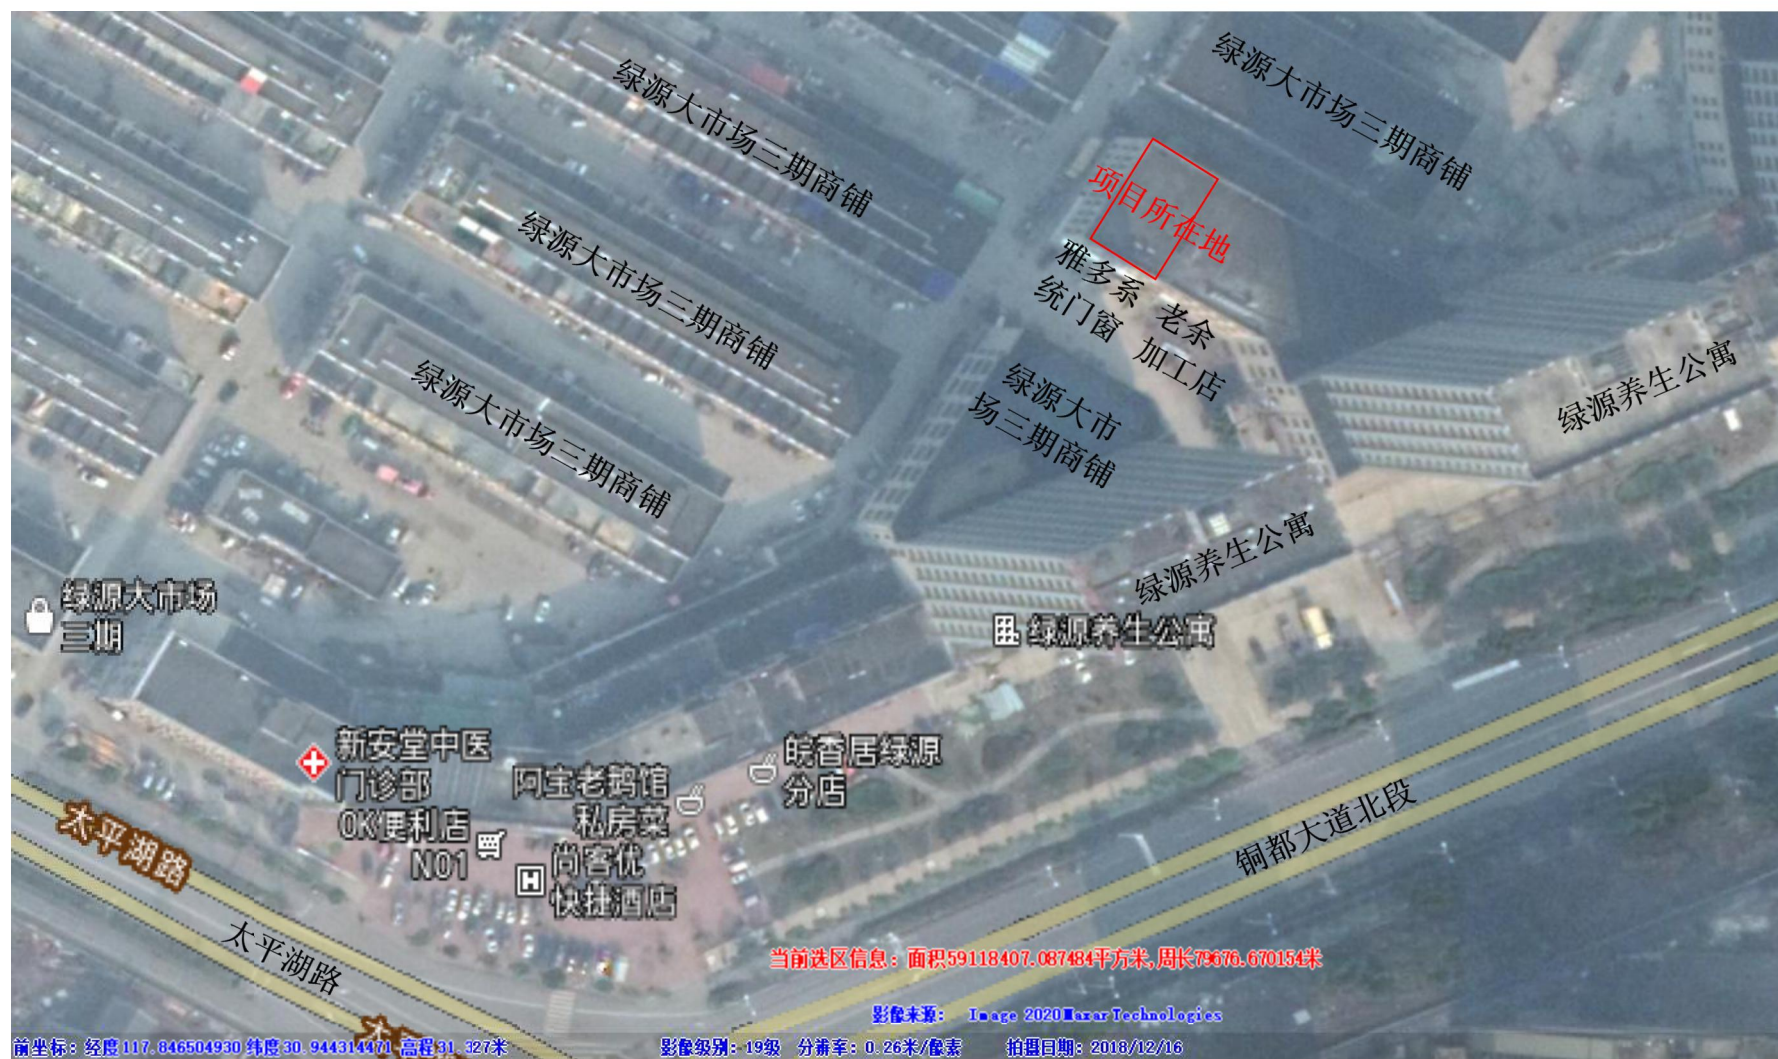 绿源大市场三期商铺
绿源大市场三期商铺
项目所在地
绿源大市场三期商铺
雅多系
统门窗
老余
加工店
绿源大市场三期商铺
绿源大市
场三期商铺
绿源养生公寓
绿源养生公寓
绿源大市场
三期
绿源养生公寓
新安堂中医
门诊部
OK便利店
NO1
阿宝老鹅馆
私房菜
尚客优
快捷酒店
皖香居绿源
分店
太平湖路
太平湖路
铜都大道北段
当前选区信息：面积59118407.087484平方米,周长79676.670154米
影像来源： Image 2020 Maxar Technologies
前坐标：经度117.846504930 纬度30.944314471 高程31.327米
影像级别：19级 分辨率：0.26米/像素 拍摄日期：2018/12/16